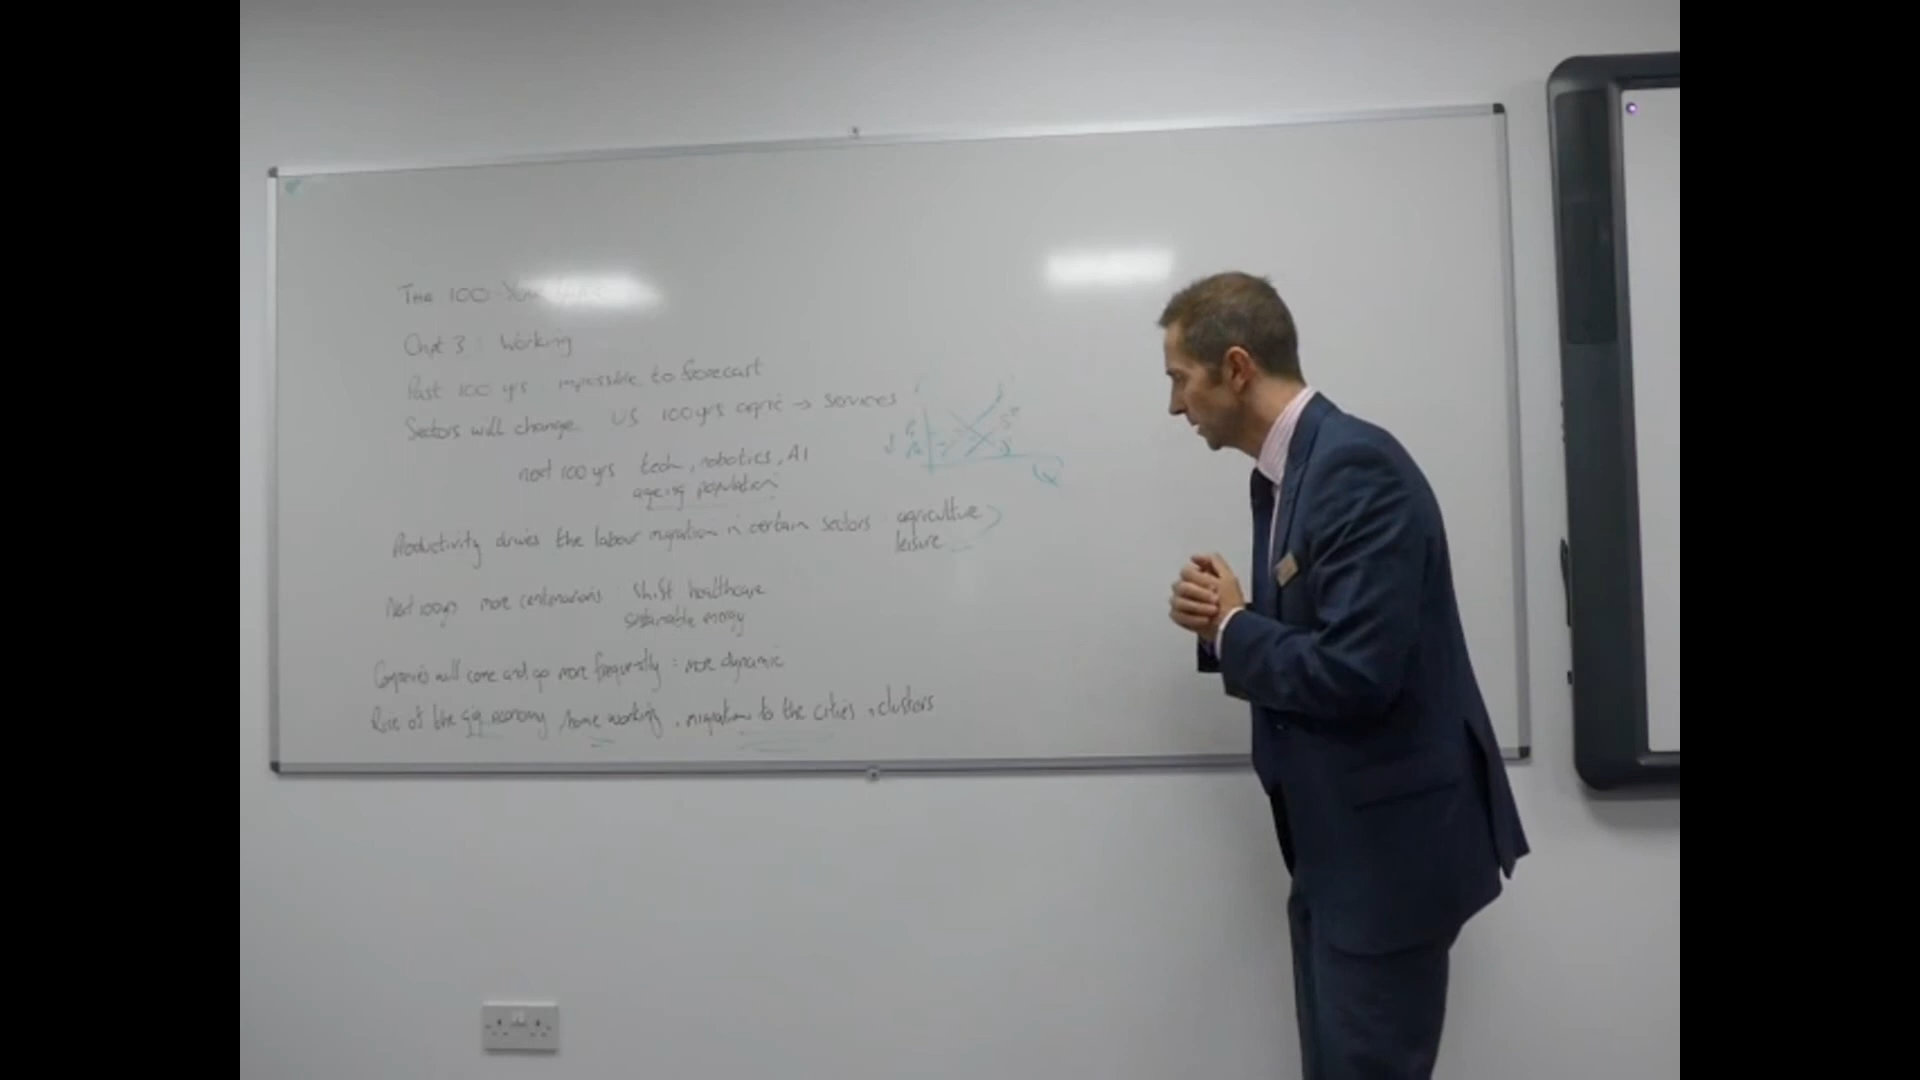 THE 100-Year Life
Chpt 3 : Working
Past 100 yrs : impossible to forecast
Sectors will change US 100yrs agric → services
next 100 yrs tech, robotics, AI
ageing population
Productivity drives the labour migration in certain sectors agriculture
leisure
Next 100yrs more centenarians : shift healthcare
sustainable energy
Companies will come and go more frequently : more dynamic
Rise of the gig economy, home working, migration to the cities, clusters
S
D
Q